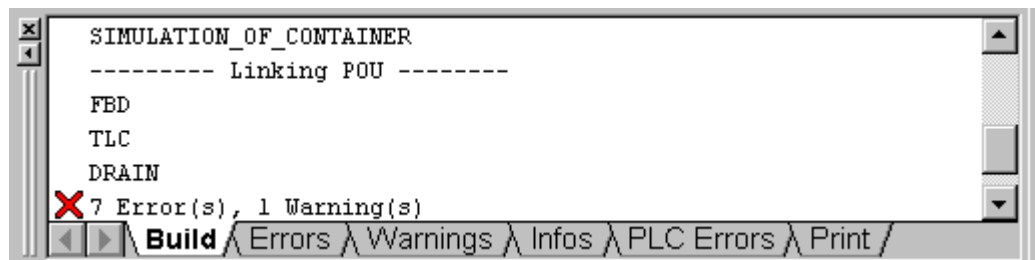 SIMULATION_OF_CONTAINER
--------- Linking POU --------
FBD
TLC
DRAIN
7 Error(s), 1 Warning(s)
Build Errors Warnings Infos PLC Errors Print